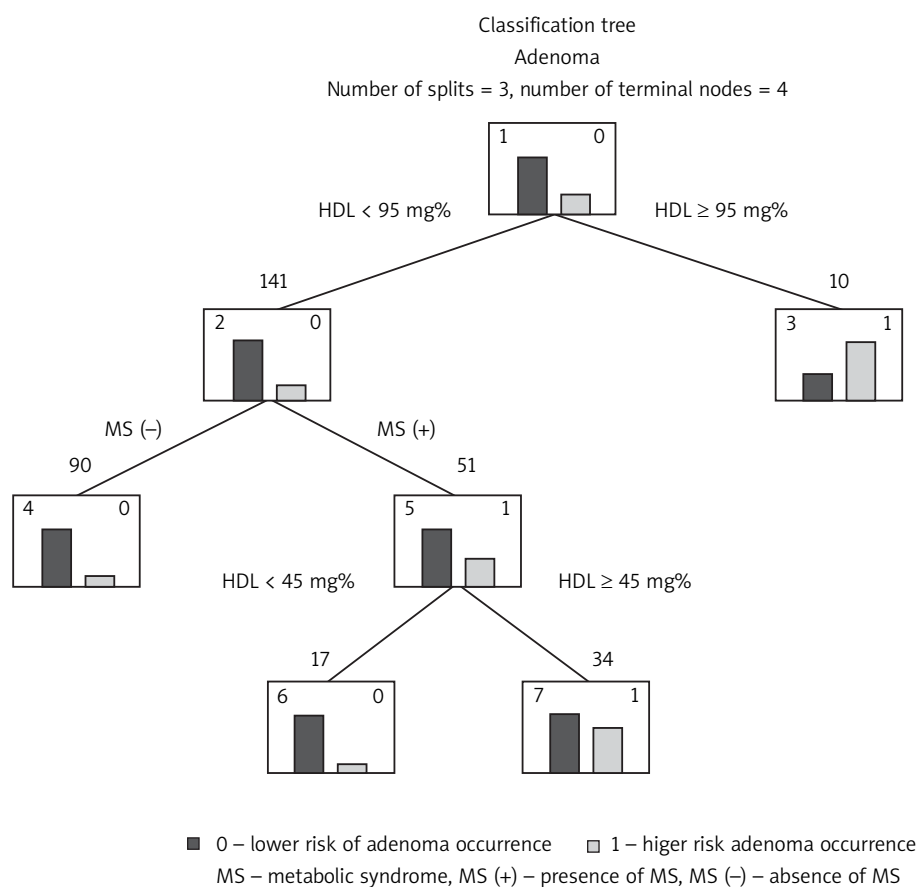 Classification tree
Adenoma
Number of splits = 3, number of terminal nodes = 4
1 0
HDL < 95 mg% HDL ≥ 95 mg%
141 10
2 0 3 1
MS (–) MS (+)
90 51
4 0 5 1
HDL < 45 mg% HDL ≥ 45 mg%
17 34
6 0 7 1
0 – lower risk of adenoma occurrence 1 – higer risk adenoma occurrence
MS – metabolic syndrome, MS (+) – presence of MS, MS (–) – absence of MS